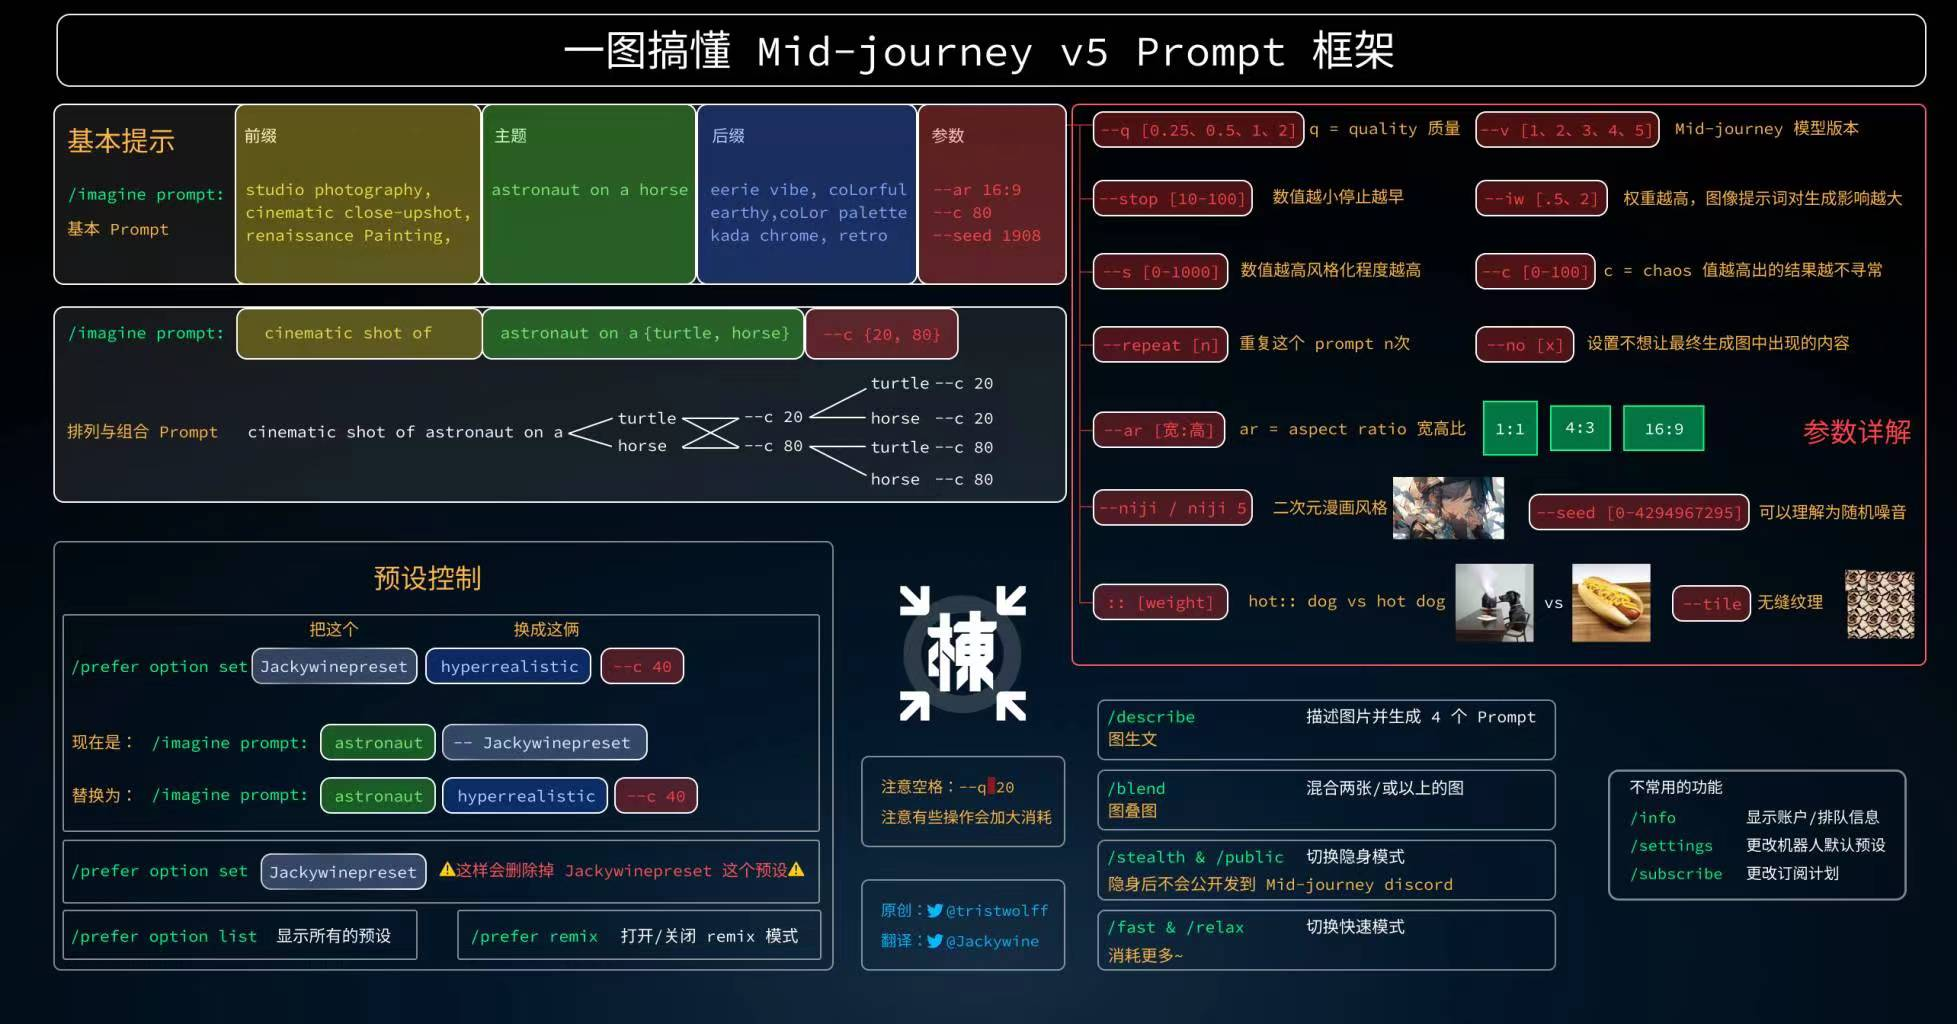 一图搞懂 Mid-journey v5 Prompt 框架
基本提示
/imagine prompt:
基本 Prompt
前缀
studio photography,
cinematic close-upshot,
renaissance Painting,
主题
astronaut on a horse
后缀
eerie vibe, coLorful
earthy,coLor palette
kada chrome, retro
参数
--ar 16:9
--c 80
--seed 1908
/imagine prompt: cinematic shot of astronaut on a {turtle, horse} --c {20, 80}
排列与组合 Prompt
cinematic shot of astronaut on a
turtle
horse
--c 20
--c 80
turtle --c 20
horse --c 20
turtle --c 80
horse --c 80
--q [0.25、0.5、1、2] q = quality 质量
--v [1、2、3、4、5] Mid-journey 模型版本
--stop [10-100] 数值越小停止越早
--iw [.5、2] 权重越高，图像提示词对生成影响越大
--s [0-1000] 数值越高风格化程度越高
--c [0-100] c = chaos 值越高出的结果越不寻常
--repeat [n] 重复这个 prompt n次
--no [x] 设置不想让最终生成图中出现的内容
--ar [宽:高] ar = aspect ratio 宽高比
1:1
4:3
16:9
参数详解
--niji / niji 5 二次元漫画风格
--seed [0-4294967295] 可以理解为随机噪音
:: [weight] hot:: dog vs hot dog
vs
--tile 无缝纹理
预设控制
把这个 换成这俩
/prefer option set Jackywinepreset hyperrealistic --c 40
现在是： /imagine prompt: astronaut -- Jackywinepreset
替换为： /imagine prompt: astronaut hyperrealistic --c 40
/prefer option set Jackywinepreset ⚠️这样会删除掉 Jackywinepreset 这个预设⚠️
/prefer option list 显示所有的预设
/prefer remix 打开/关闭 remix 模式
棟
注意空格：--q 20
注意有些操作会加大消耗
原创：@tristwolff
翻译：@Jackywine
/describe 描述图片并生成 4 个 Prompt
图生文
/blend 混合两张/或以上的图
图叠图
/stealth & /public 切换隐身模式
隐身后不会公开发到 Mid-journey discord
/fast & /relax 切换快速模式
消耗更多~
不常用的功能
/info 显示账户/排队信息
/settings 更改机器人默认预设
/subscribe 更改订阅计划